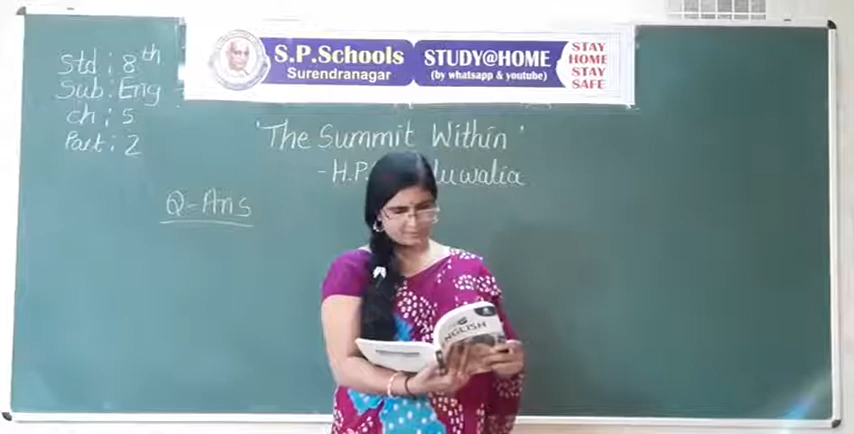 S.P.Schools
Surendranagar
STUDY@HOME
(by whatsapp & youtube)
STAY
HOME
STAY
SAFE
Std : 8th
Sub : Eng
Ch : 5
Part : 2
'The Summit Within'
- H.P.
Q-Ans
ENGLISH